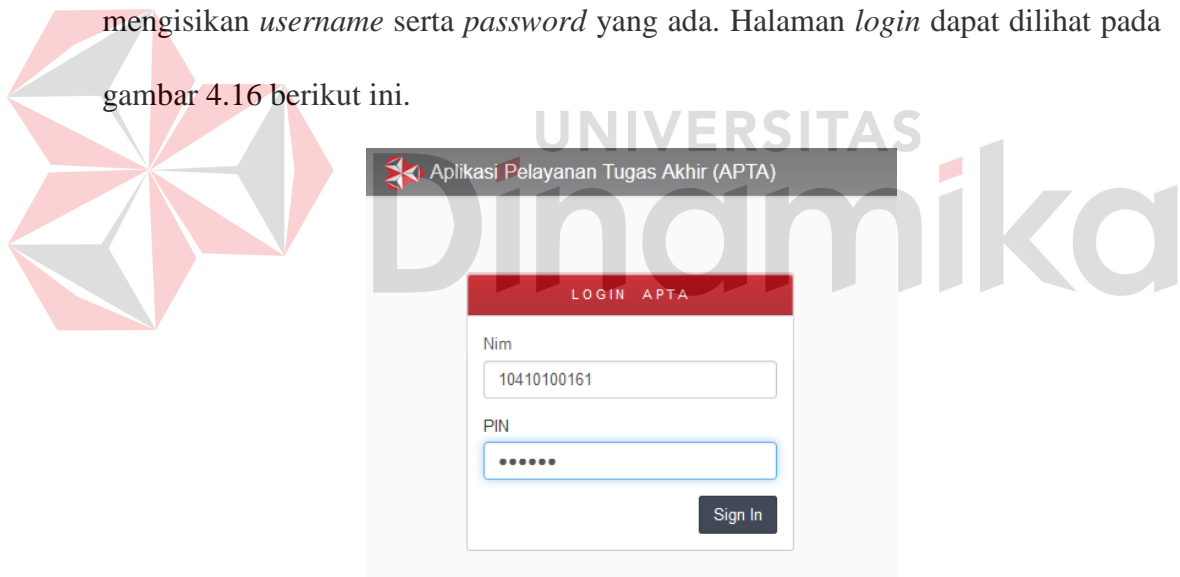 mengisikan username serta password yang ada. Halaman login dapat dilihat pada
gambar 4.16 berikut ini.
UNIVERSITAS
Dinamika
Aplikasi Pelayanan Tugas Akhir (APTA)
LOGIN APTA
Nim
10410100161
PIN
••••••
Sign In